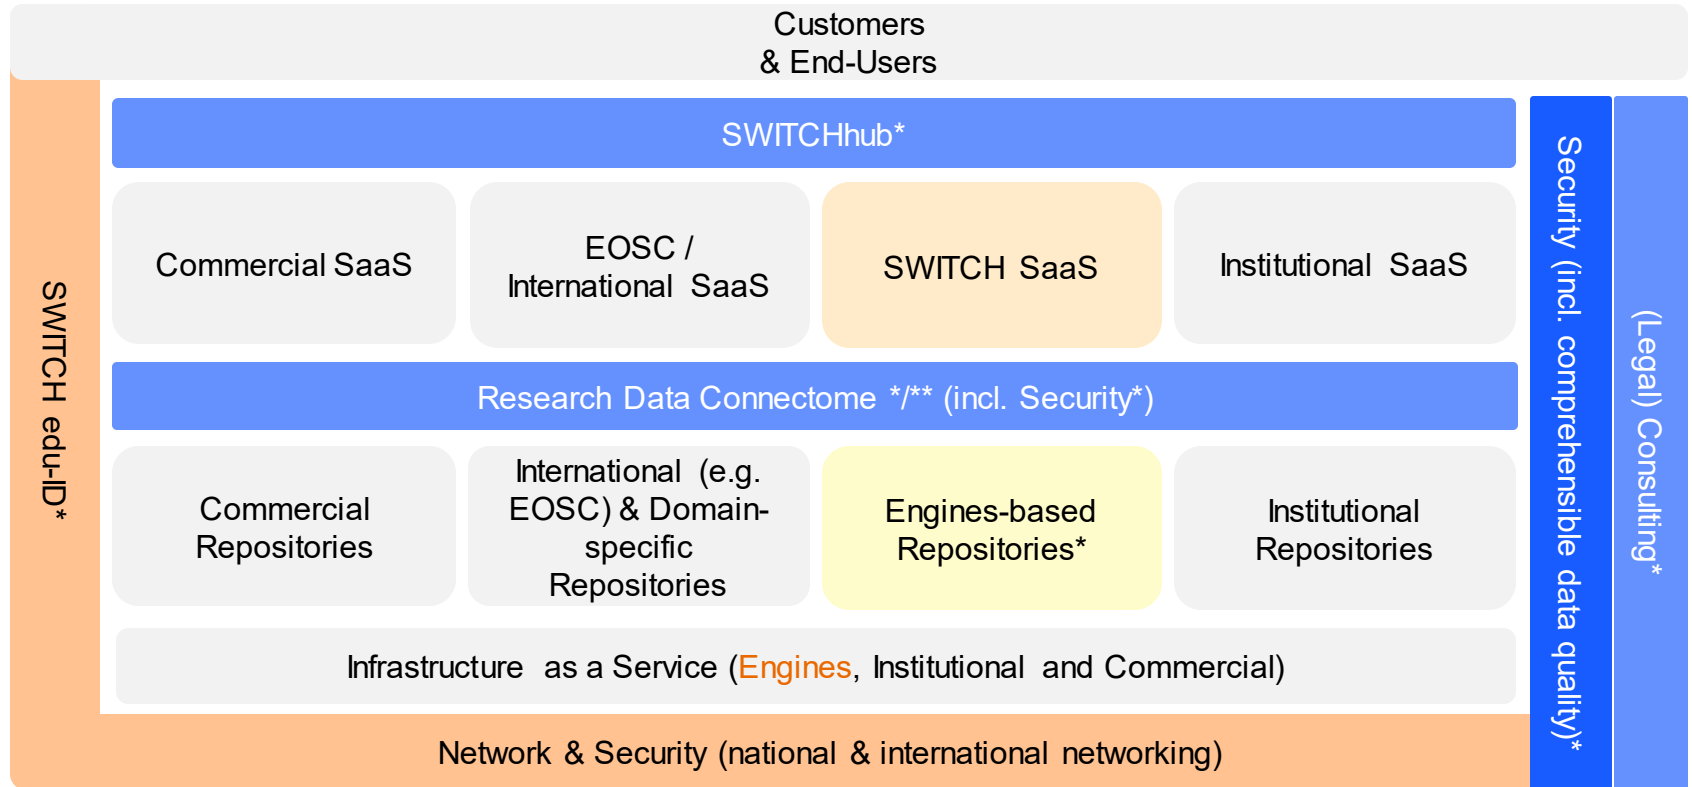 Customers
& End-Users
SWITCHhub*
Commercial SaaS
EOSC /
International SaaS
SWITCH SaaS
Institutional SaaS
Research Data Connectome */** (incl. Security*)
Commercial
Repositories
International (e.g.
EOSC) & Domain-
specific
Repositories
Engines-based
Repositories*
Institutional
Repositories
Infrastructure as a Service (Engines, Institutional and Commercial)
Network & Security (national & international networking)
SWITCH edu-ID*
Security (incl. comprehensible data quality)*
(Legal) Consulting*